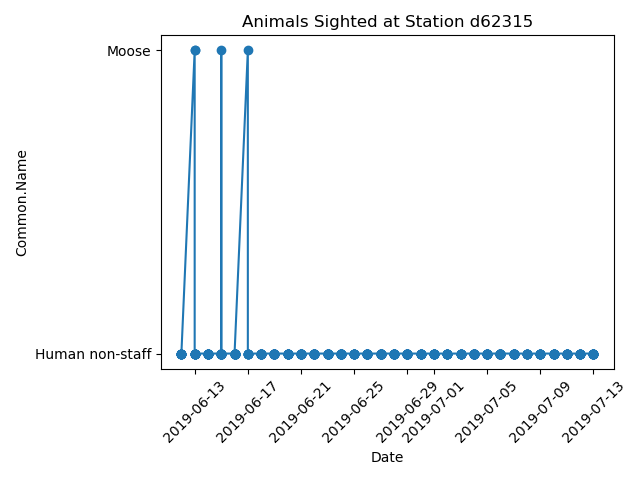 Animals Sighted at Station d62315
Moose
Common.Name
Human non-staff
2019-06-13
2019-06-17
2019-06-21
2019-06-25
2019-06-29
2019-07-01
2019-07-05
2019-07-09
2019-07-13
Date